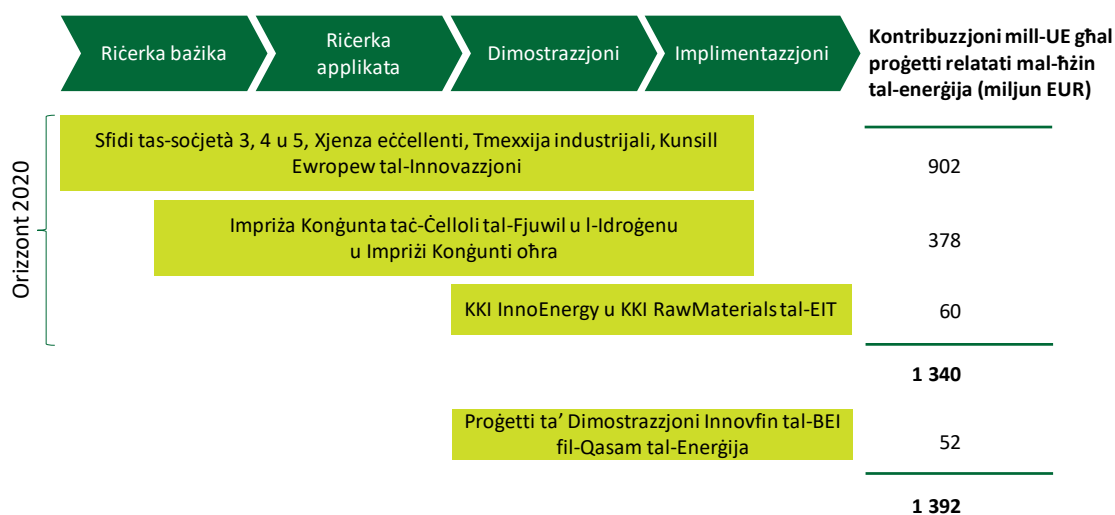 Riċerka bażika
Riċerka
applikata
Dimostrazzjoni
Implimentazzjoni
Kontribuzzjoni mill-UE għal
proġetti relatati mal-ħżin
tal-enerġija (miljun EUR)
Orizzont 2020
Sfidi tas-soċjetà 3, 4 u 5, Xjenza eċċellenti, Tmexxija industrijali, Kunsill
Ewropew tal-Innovazzjoni
902
Impriża Konġunta taċ-Ċelloli tal-Fjuwil u l-Idroġenu
u Impriżi Konġunti oħra
378
KKI InnoEnergy u KKI RawMaterials tal-EIT
60
1 340
Proġetti ta’ Dimostrazzjoni Innovfin tal-BEI
fil-Qasam tal-Enerġija
52
1 392